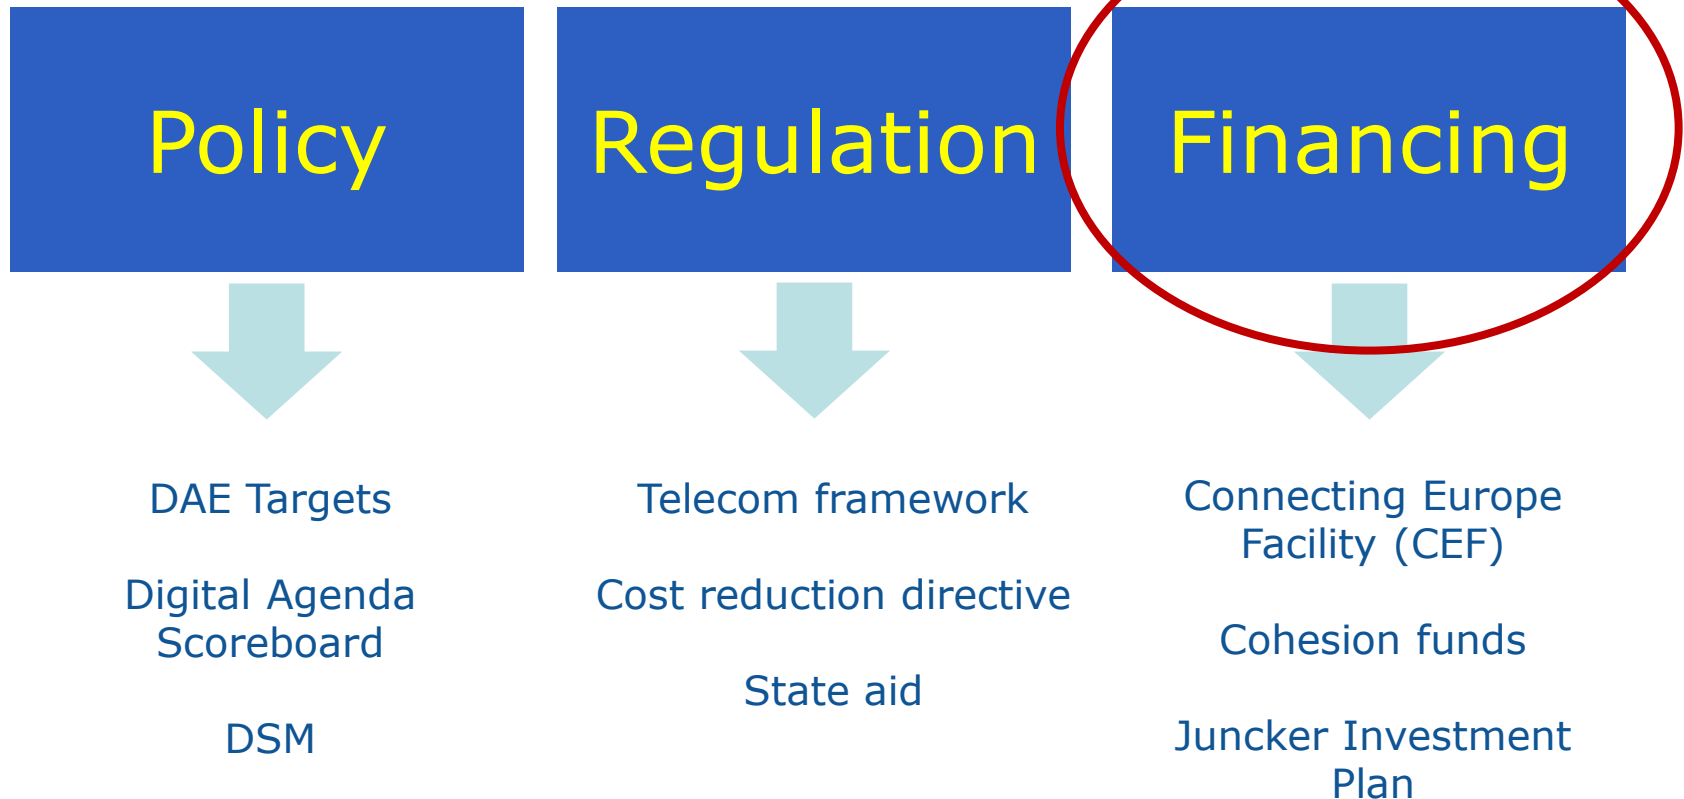 Policy
Regulation
Financing
DAE Targets
Digital Agenda
Scoreboard
DSM
Telecom framework
Cost reduction directive
State aid
Connecting Europe
Facility (CEF)
Cohesion funds
Juncker Investment
Plan